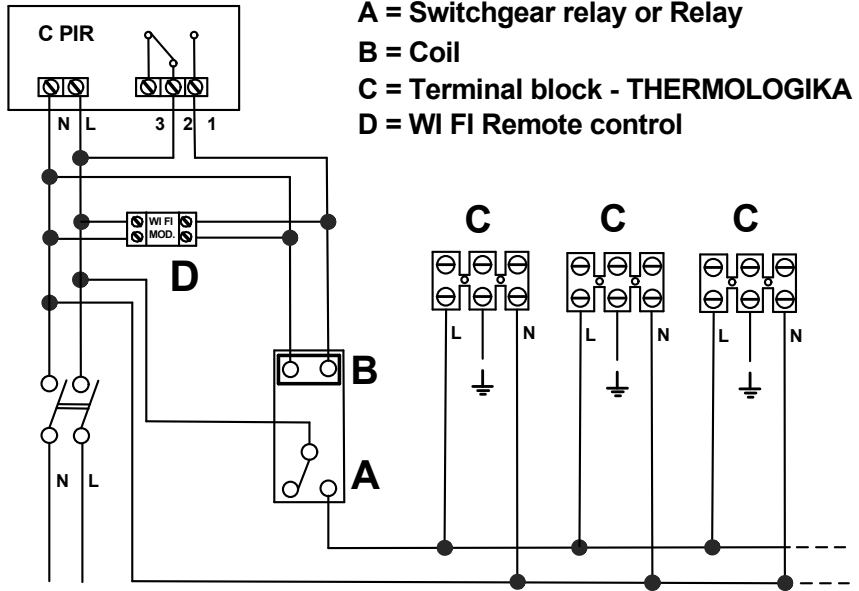 A = Switchgear relay or Relay
C PIR
B = Coil
C = Terminal block - THERMOLOGIKA
D = WI FI Remote control
N L 3 2 1
C C C
WI FI
MOD.
D
L N L N L N
B
A
N L